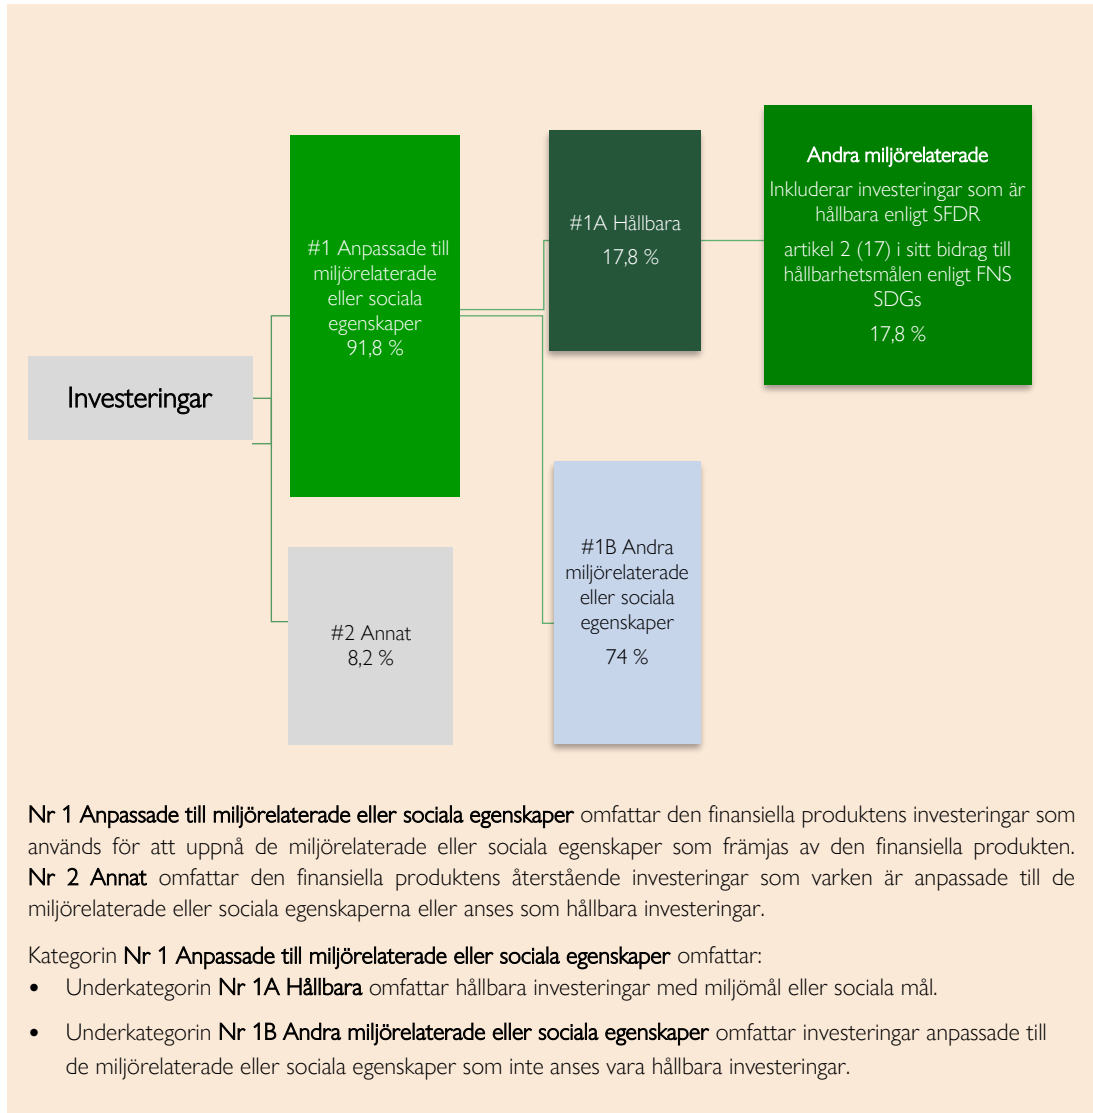 Investeringar
#1 Anpassade till
miljörelaterade
eller sociala
egenskaper
91,8 %
#2 Annat
8,2 %
#1A Hållbara
17,8 %
#1B Andra
miljörelaterade
eller sociala
egenskaper
74 %
Andra miljörelaterade
Inkluderar investeringar som är
hållbara enligt SFDR
artikel 2 (17) i sitt bidrag till
hållbarhetsmålen enligt FNS
SDGs
17,8 %
Nr 1 Anpassade till miljörelaterade eller sociala egenskaper omfattar den finansiella produktens investeringar som
används för att uppnå de miljörelaterade eller sociala egenskaper som främjas av den finansiella produkten.
Nr 2 Annat omfattar den finansiella produktens återstående investeringar som varken är anpassade till de
miljörelaterade eller sociala egenskaperna eller anses som hållbara investeringar.
Kategorin Nr 1 Anpassade till miljörelaterade eller sociala egenskaper omfattar:
• Underkategorin Nr 1A Hållbara omfattar hållbara investeringar med miljömål eller sociala mål.
• Underkategorin Nr 1B Andra miljörelaterade eller sociala egenskaper omfattar investeringar anpassade till
de miljörelaterade eller sociala egenskaper som inte anses vara hållbara investeringar.